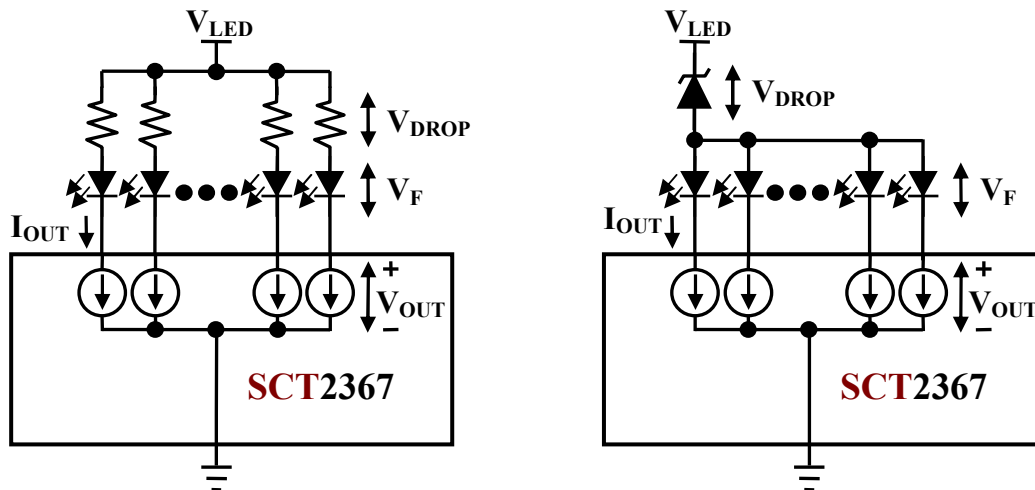 VLED
VDROP
VF
IOUT
+
VOUT
–
SCT2367
VLED
VDROP
VF
IOUT
+
VOUT
–
SCT2367